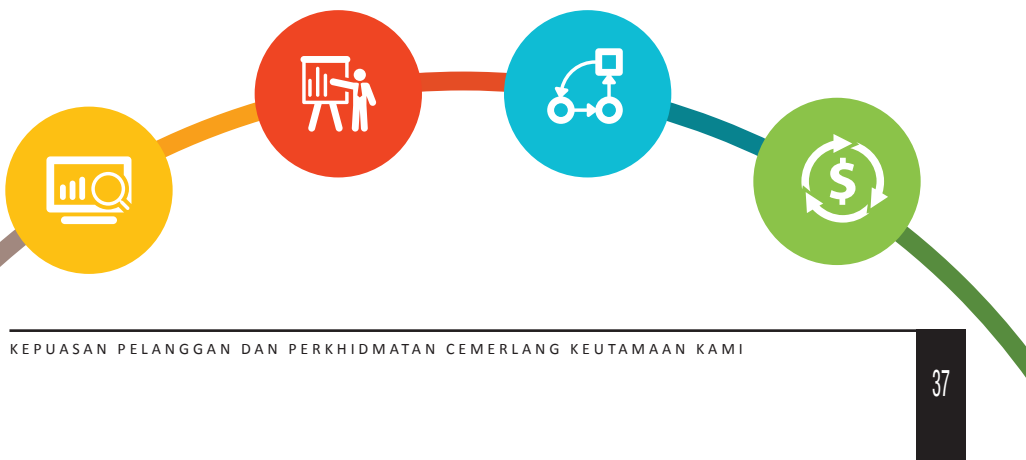 $
KEPUASAN PELANGGAN DAN PERKHIDMATAN CEMERLANG KEUTAMAAN KAMI
37